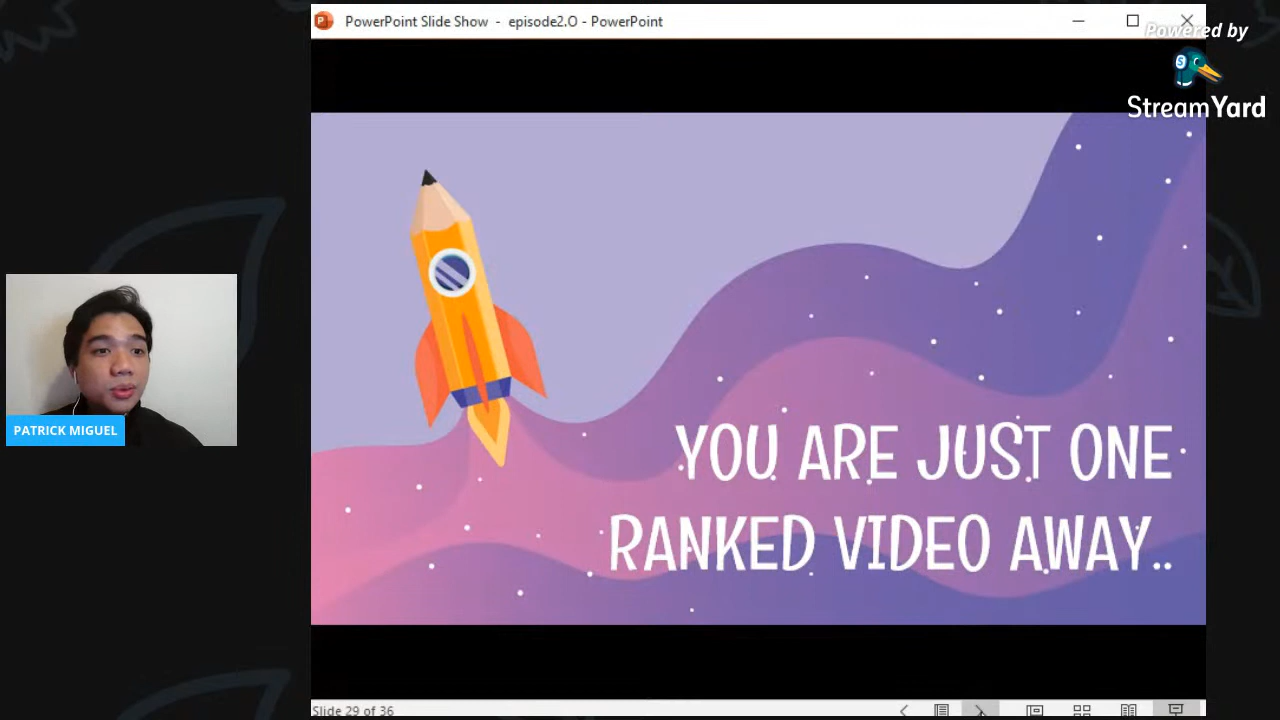 PowerPoint Slide Show - episode2.O - PowerPoint
Powered by
S
StreamYard
PATRICK MIGUEL
YOU ARE JUST ONE
RANKED VIDEO AWAY..
Slide 29 of 36